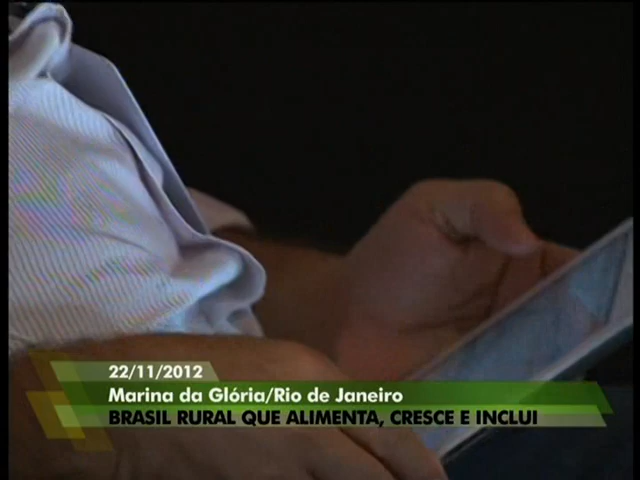 22/11/2012
Marina da Glória/Rio de Janeiro
BRASIL RURAL QUE ALIMENTA, CRESCE E INCLUI